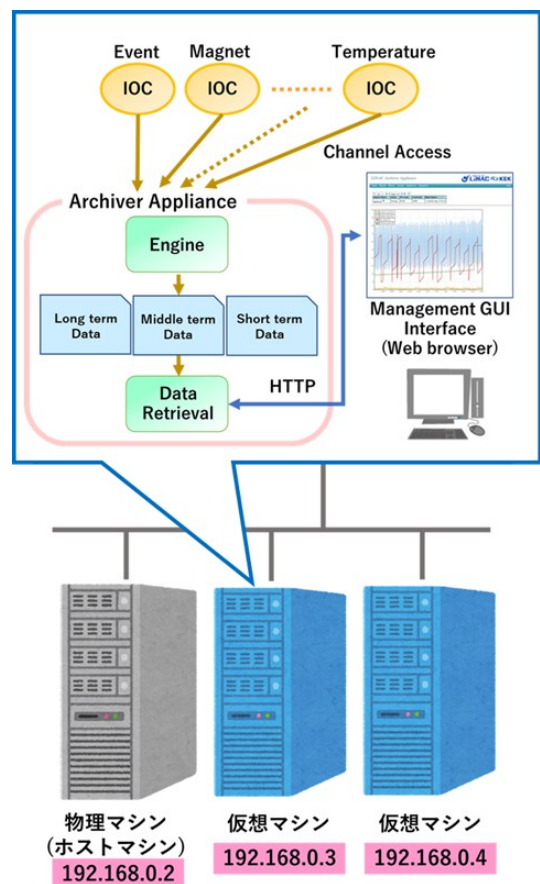 Event
Magnet
Temperature
IOC
IOC
IOC
Channel Access
Archiver Appliance
Engine
Long term
Data
Middle term
Data
Short term
Data
Data
Retrieval
HTTP
LINAC
KEK
Management GUI
Interface
(Web browser)
物理マシン
(ホストマシン)
192.168.0.2
仮想マシン
192.168.0.3
仮想マシン
192.168.0.4